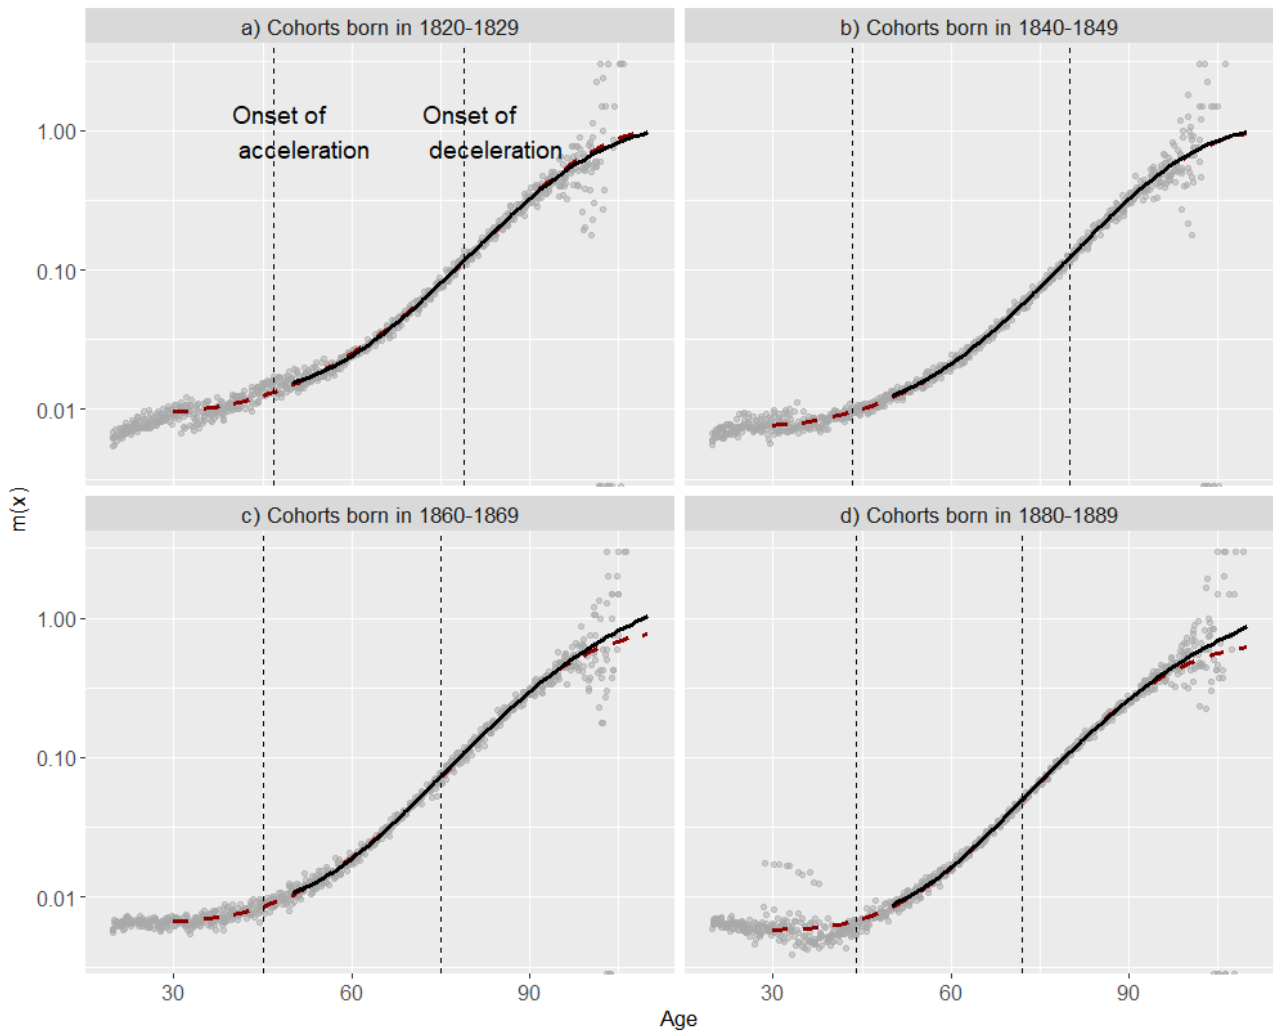 a) Cohorts born in 1820-1829
b) Cohorts born in 1840-1849
Onset of
acceleration
Onset of
deceleration
1.00
0.10
0.01
c) Cohorts born in 1860-1869
d) Cohorts born in 1880-1889
m(x)
1.00
0.10
0.01
30
60
90
30
60
90
Age